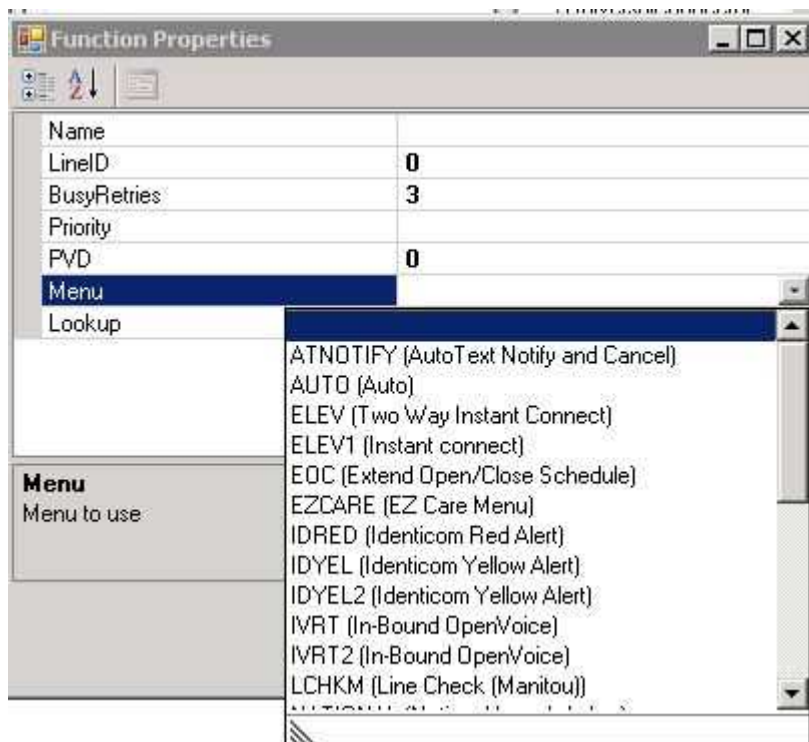 Function Properties
Name
LineID 0
BusyRetries 3
Priority
PVD 0
Menu
Lookup
ATNOTIFY (AutoText Notify and Cancel)
AUTO (Auto)
ELEV (Two Way Instant Connect)
ELEV1 (Instant connect)
EOC (Extend Open/Close Schedule)
EZCARE (EZ Care Menu)
IDRED (Identicom Red Alert)
IDYEL (Identicom Yellow Alert)
IDYEL2 (Identicom Yellow Alert)
IVRT (In-Bound OpenVoice)
IVRT2 (In-Bound OpenVoice)
LCHKM (Line Check (Manitou))
Menu
Menu to use